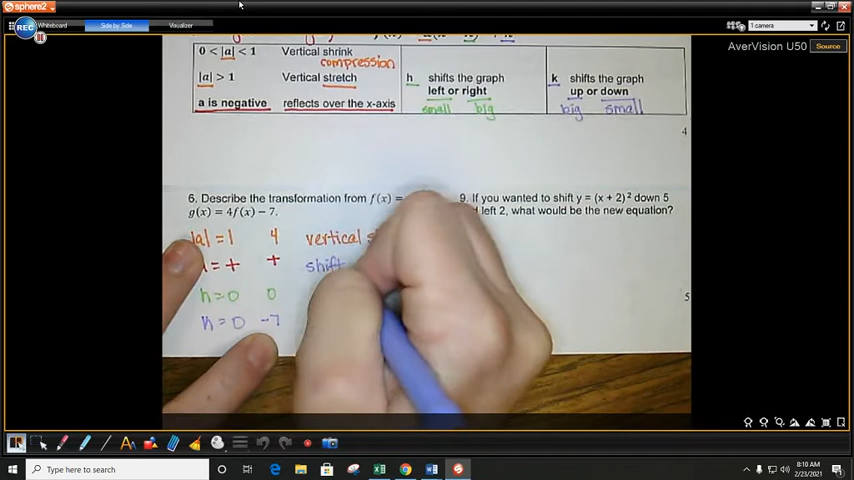 sphere2
REC
Whiteboard
Side by Side
Visualizer
1 camera
AverVision U50
Source
0 < |a| < 1 Vertical shrink
compression
|a| > 1 Vertical stretch
a is negative reflects over the x-axis
h shifts the graph
left or right
small big
k shifts the graph
up or down
big small
4
6. Describe the transformation from f(x) =
g(x) = 4f(x) − 7.
|a| = 1 4 vertical
= + + shift
h = 0 0
k = 0 -7
9. If you wanted to shift y = (x + 2)² down 5
left 2, what would be the new equation?
5
Type here to search
8:10 AM
2/23/2021